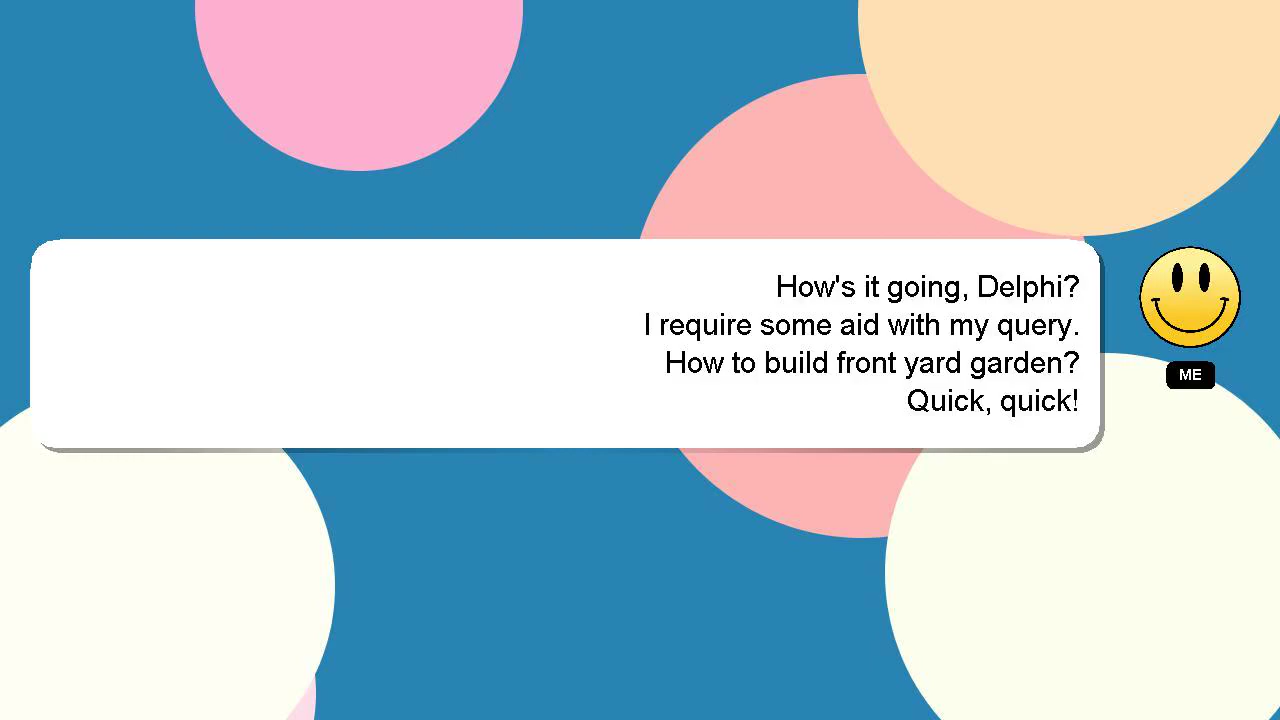 How's it going, Delphi?
I require some aid with my query.
How to build front yard garden?
Quick, quick!
ME